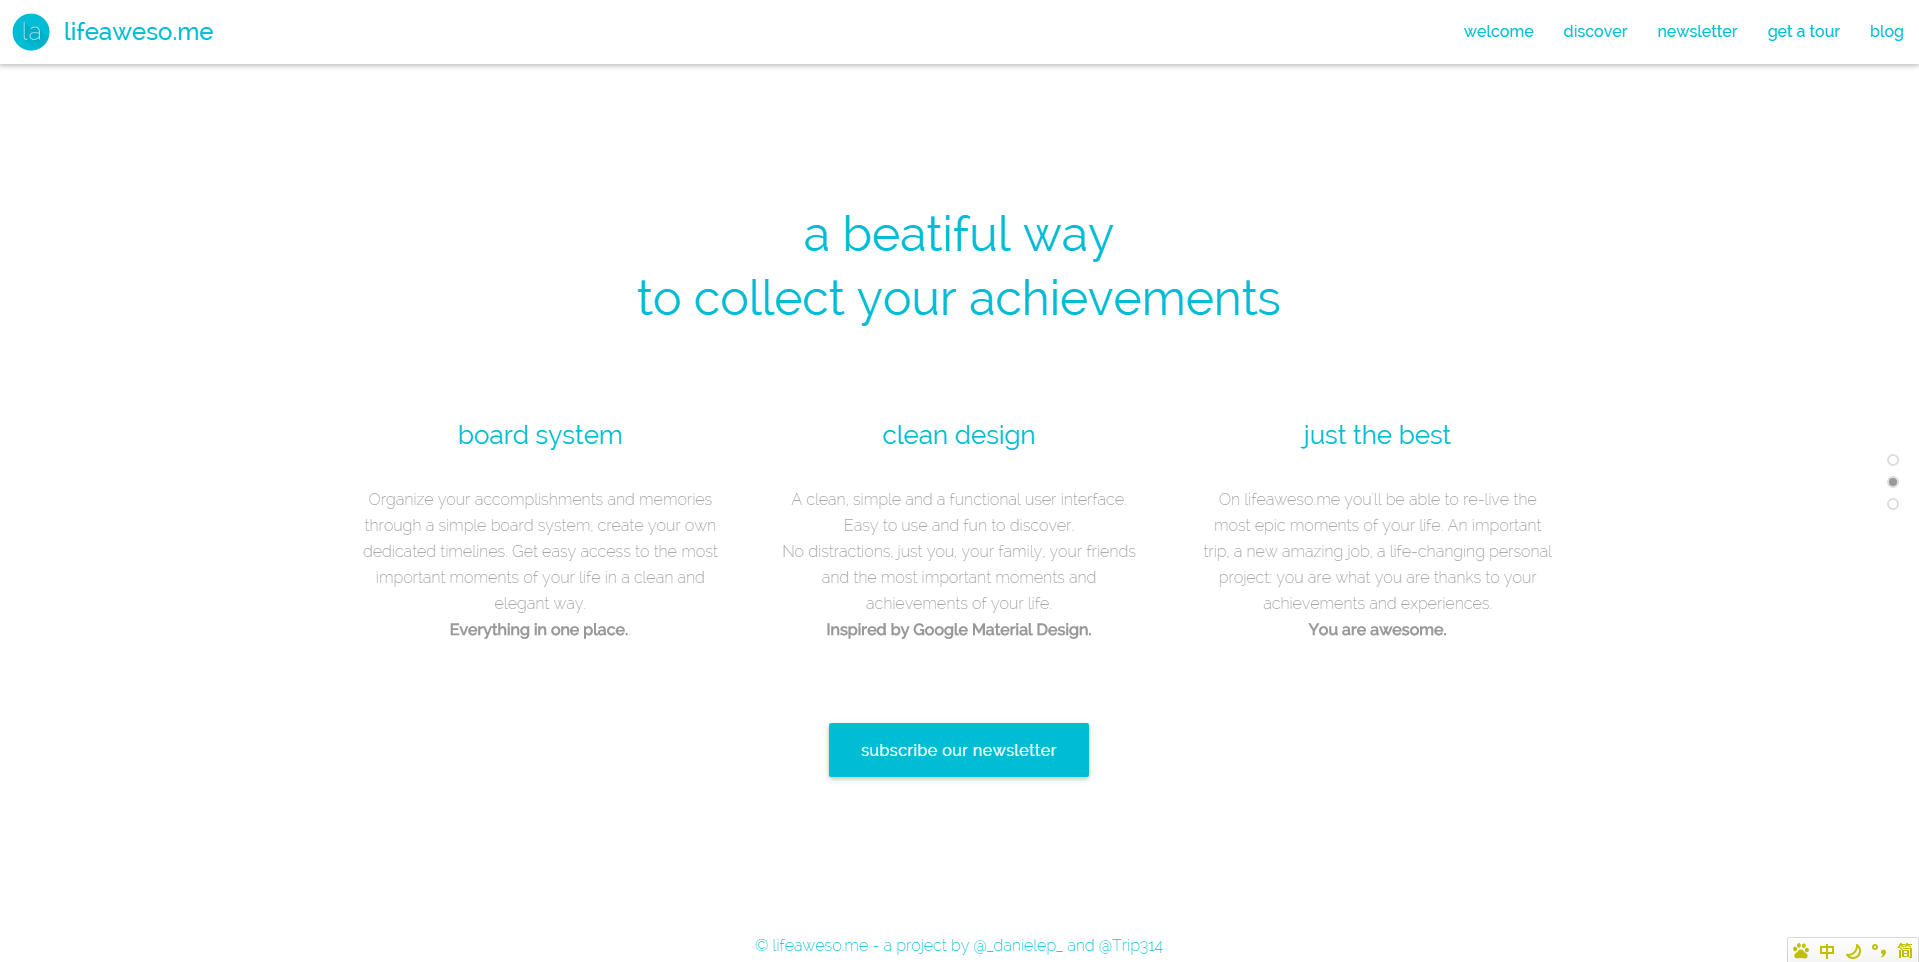 la lifeaweso.me
welcome discover newsletter get a tour blog
a beatiful way
to collect your achievements
board system
Organize your accomplishments and memories
through a simple board system, create your own
dedicated timelines. Get easy access to the most
important moments of your life in a clean and
elegant way.
Everything in one place.
clean design
A clean, simple and a functional user interface.
Easy to use and fun to discover.
No distractions, just you, your family, your friends
and the most important moments and
achievements of your life.
Inspired by Google Material Design.
just the best
On lifeaweso.me you'll be able to re-live the
most epic moments of your life. An important
trip, a new amazing job, a life-changing personal
project: you are what you are thanks to your
achievements and experiences.
You are awesome.
subscribe our newsletter
© lifeaweso.me - a project by @_danielep_ and @Trip314
中 °, 简